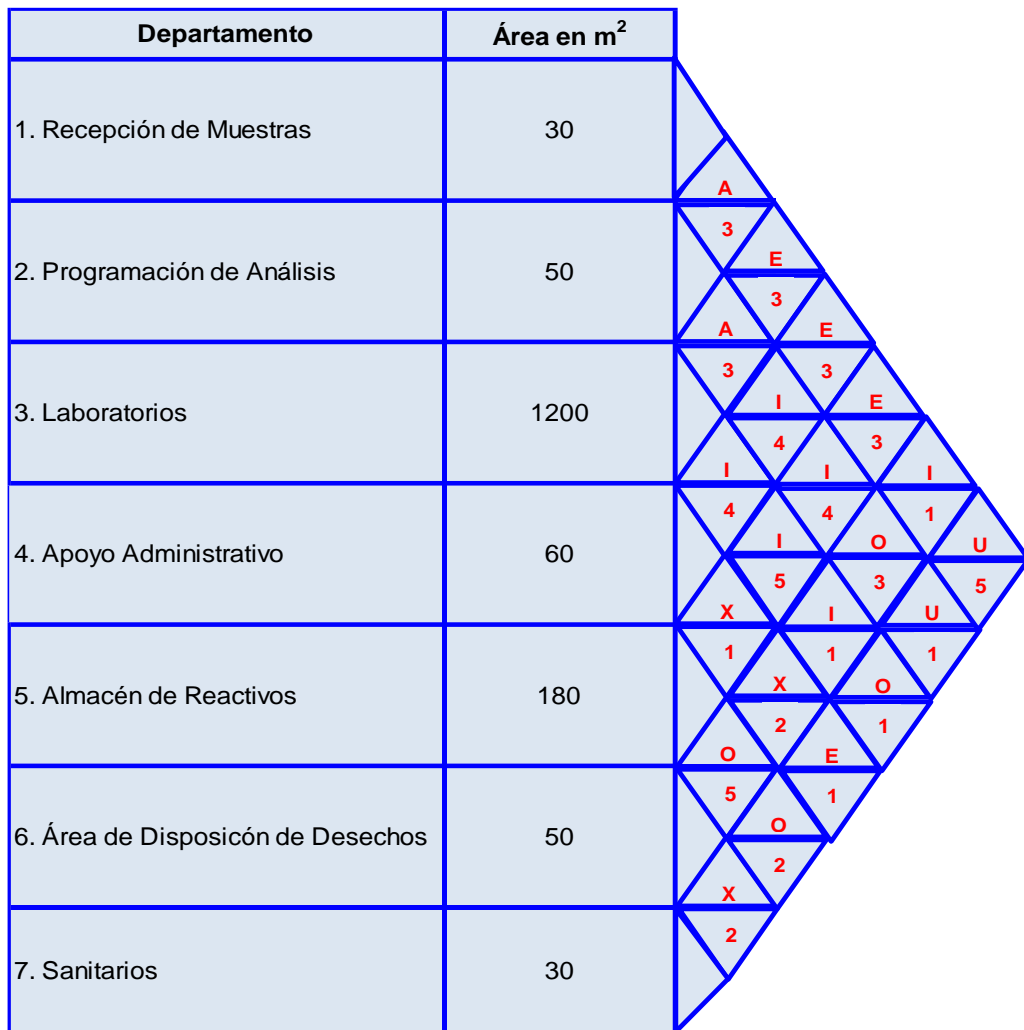 Departamento Área en m²
1. Recepción de Muestras 30
A
3
2. Programación de Análisis 50
E
3
A E
3 3
3. Laboratorios 1200
I E
4 3
I I I
4 4 1
4. Apoyo Administrativo 60
I O U
5 3 5
X I U
1 1 1
5. Almacén de Reactivos 180
X O
2 1
O E
5 1
6. Área de Disposicón de Desechos 50
O
2
X
2
7. Sanitarios 30